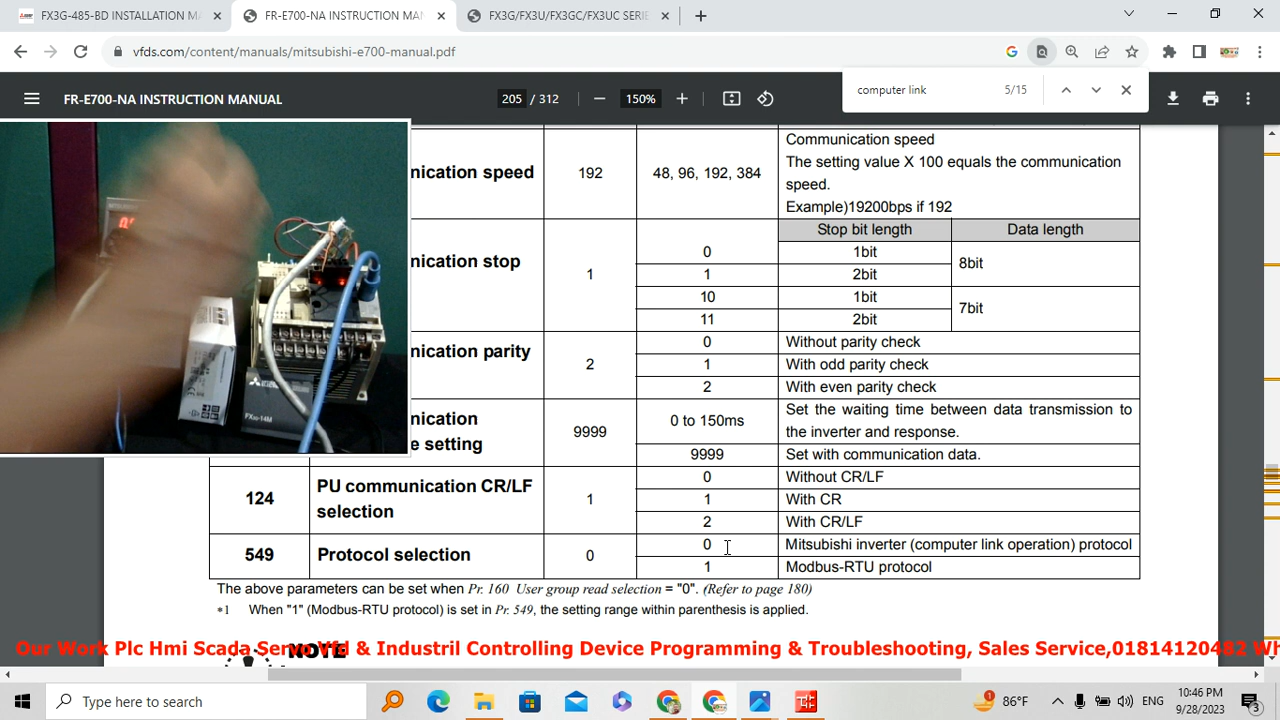 FX3G-485-BD INSTALLATION MA
FR-E700-NA INSTRUCTION MAN
FX3G/FX3U/FX3GC/FX3UC SERIE
vfds.com/content/manuals/mitsubishi-e700-manual.pdf
computer link 5/15
FR-E700-NA INSTRUCTION MANUAL 205 / 312 150%
Communication speed
The setting value X 100 equals the communication
nication speed 192 48, 96, 192, 384
speed.
Example)19200bps if 192
Stop bit length Data length
0 1bit
nication stop 1 8bit
1 2bit
10 1bit
7bit
11 2bit
0 Without parity check
nication parity
2 1 With odd parity check
2 With even parity check
nication 9999 0 to 150ms Set the waiting time between data transmission to
e setting the inverter and response.
9999 Set with communication data.
124 PU communication CR/LF 1 0 Without CR/LF
selection 1 With CR
2 With CR/LF
549 Protocol selection 0 0 Mitsubishi inverter (computer link operation) protocol
1 Modbus-RTU protocol
The above parameters can be set when Pr. 160 User group read selection = "0". (Refer to page 180)
*1 When "1" (Modbus-RTU protocol) is set in Pr. 549, the setting range within parenthesis is applied.
NOTE
Our Work Plc Hmi Scada Servo Vfd & Industril Controlling Device Programming & Troubleshooting, Sales Service,01814120482 Wh
MITSUBISHI
Type here to search
1 86°F
ENG
10:46 PM
9/28/2023
3